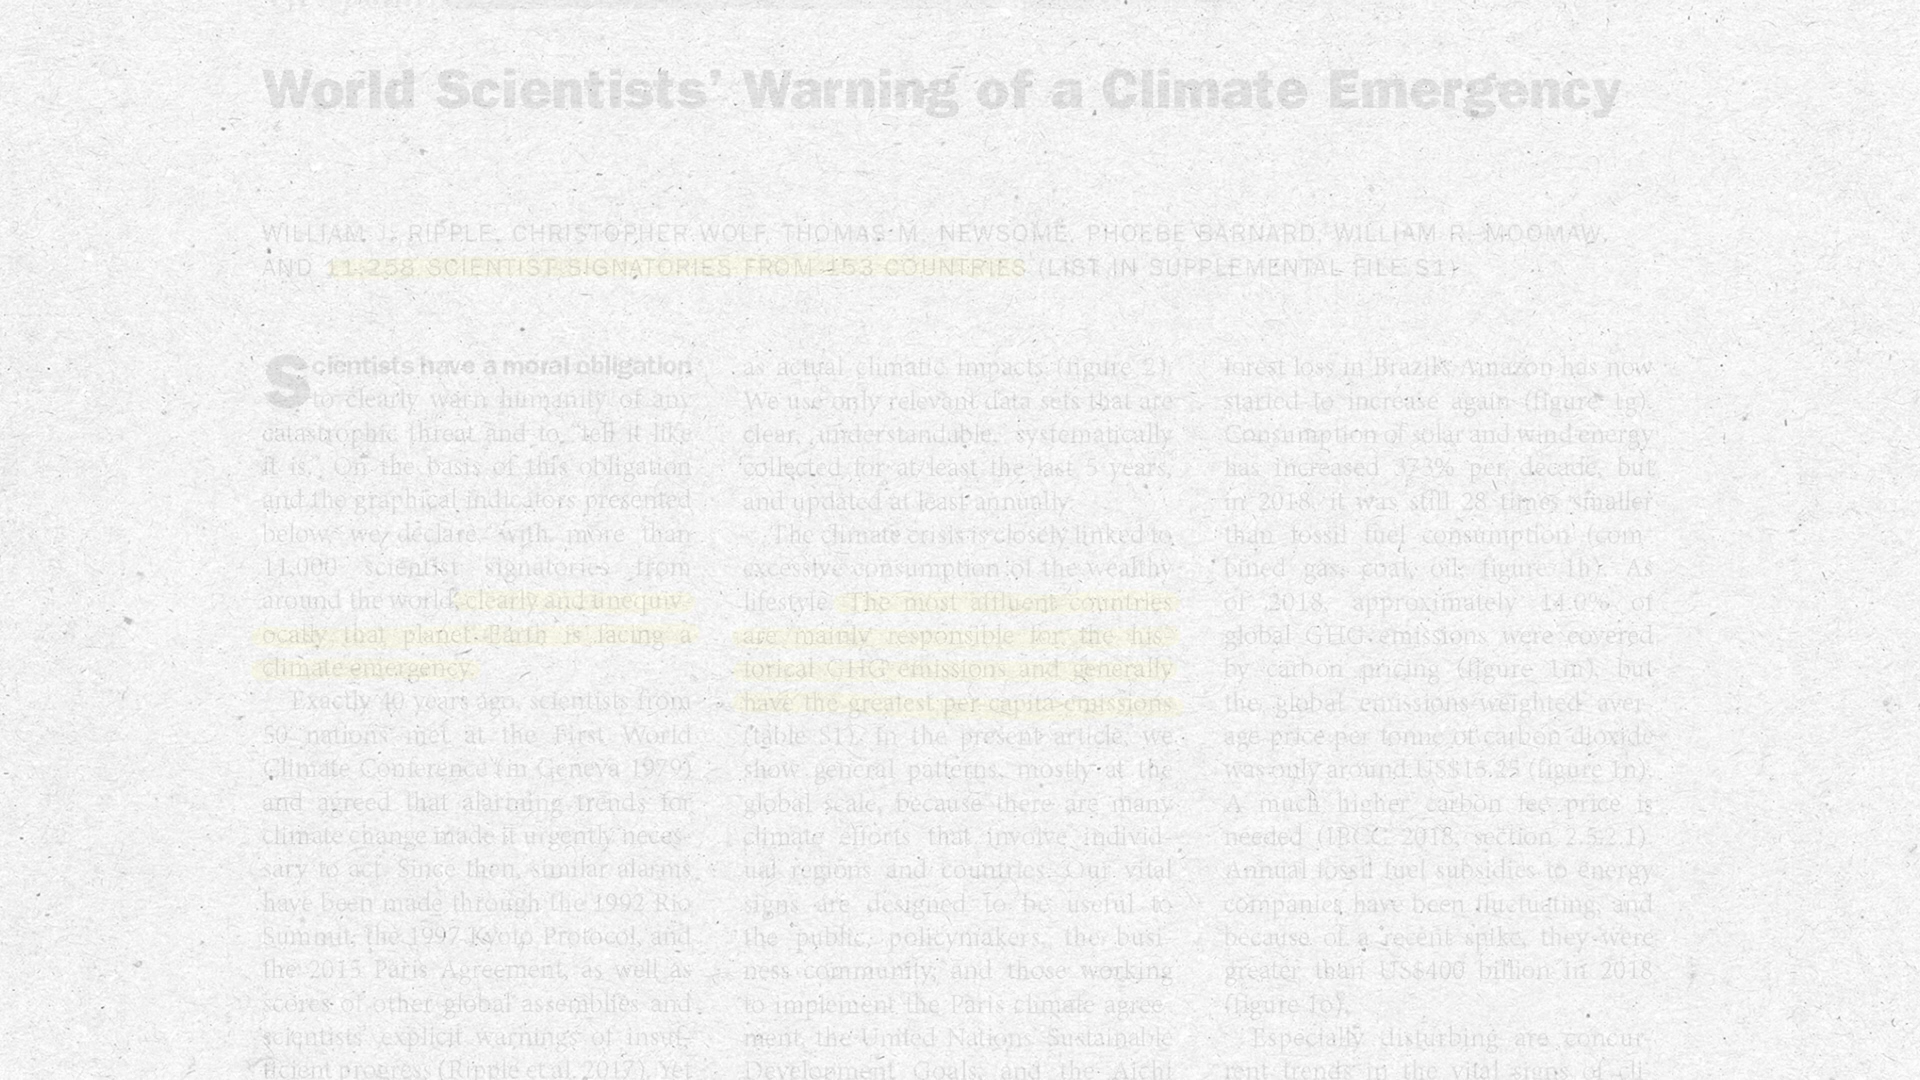 World Scientists' Warning of a Climate Emergency
WILLIAM J. RIPPLE, CHRISTOPHER WOLF, THOMAS M. NEWSOME, PHOEBE BARNARD, WILLIAM R. MOOMAW,
AND 11,258 SCIENTIST SIGNATORIES FROM 153 COUNTRIES (LIST IN SUPPLEMENTAL FILE S1)
Scientists have a moral obligation
to clearly warn humanity of any
catastrophic threat and to "tell it like
it is." On the basis of this obligation
and the graphical indicators presented
below, we declare, with more than
11,000 scientist signatories from
around the world, clearly and unequiv-
ocally that planet Earth is facing a
climate emergency.
Exactly 40 years ago, scientists from
50 nations met at the First World
Climate Conference (in Geneva 1979)
and agreed that alarming trends for
climate change made it urgently neces-
sary to act. Since then, similar alarms
have been made through the 1992 Rio
Summit, the 1997 Kyoto Protocol, and
the 2015 Paris Agreement, as well as
scores of other global assemblies and
scientists' explicit warnings of insuf-
ficient progress (Ripple et al. 2017). Yet
as actual climatic impacts (figure 2).
We use only relevant data sets that are
clear, understandable, systematically
collected for at least the last 5 years,
and updated at least annually.
The climate crisis is closely linked to
excessive consumption of the wealthy
lifestyle. The most affluent countries
are mainly responsible for the his-
torical GHG emissions and generally
have the greatest per capita emissions
(table S1). In the present article, we
show general patterns, mostly at the
global scale, because there are many
climate efforts that involve individ-
ual regions and countries. Our vital
signs are designed to be useful to
the public, policymakers, the busi-
ness community, and those working
to implement the Paris climate agree-
ment, the United Nations' Sustainable
Development Goals, and the Aichi
forest loss in Brazil's Amazon has now
started to increase again (figure 1g).
Consumption of solar and wind energy
has increased 373% per decade, but
in 2018, it was still 28 times smaller
than fossil fuel consumption (com-
bined gas, coal, oil; figure 1h). As
of 2018, approximately 14.0% of
global GHG emissions were covered
by carbon pricing (figure 1m), but
the global emissions-weighted aver-
age price per tonne of carbon dioxide
was only around US$15.25 (figure 1n).
A much higher carbon fee price is
needed (IPCC 2018, section 2.5.2.1).
Annual fossil fuel subsidies to energy
companies have been fluctuating, and
because of a recent spike, they were
greater than US$400 billion in 2018
(figure 1o).
Especially disturbing are concur-
rent trends in the vital signs of cli-